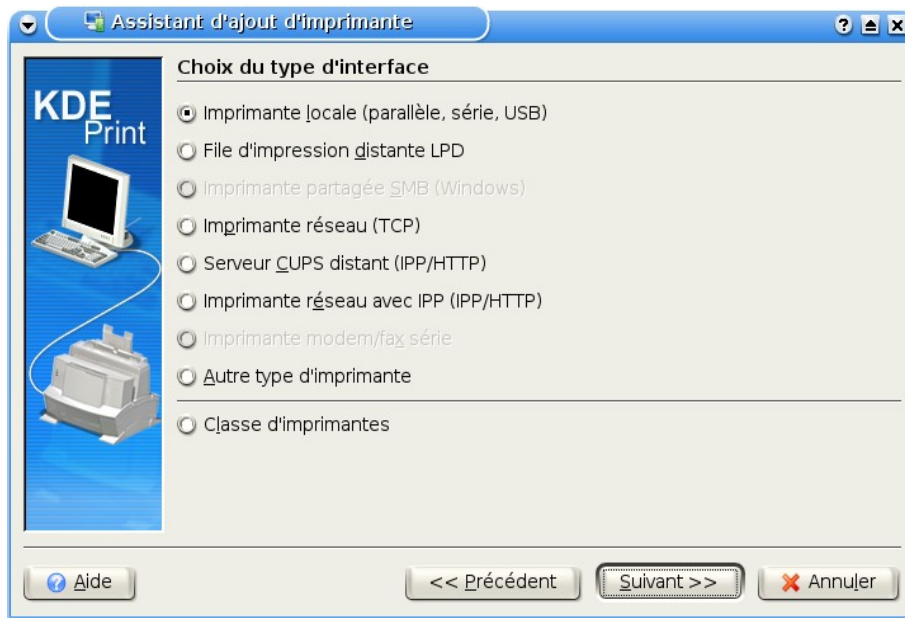 Assistant d'ajout d'imprimante
Choix du type d'interface
KDE
Print
Imprimante locale (parallèle, série, USB)
File d'impression distante LPD
Imprimante partagée SMB (Windows)
Imprimante réseau (TCP)
Serveur CUPS distant (IPP/HTTP)
Imprimante réseau avec IPP (IPP/HTTP)
Imprimante modem/fax série
Autre type d'imprimante
Classe d'imprimantes
Aide
<< Précédent
Suivant >>
Annuler